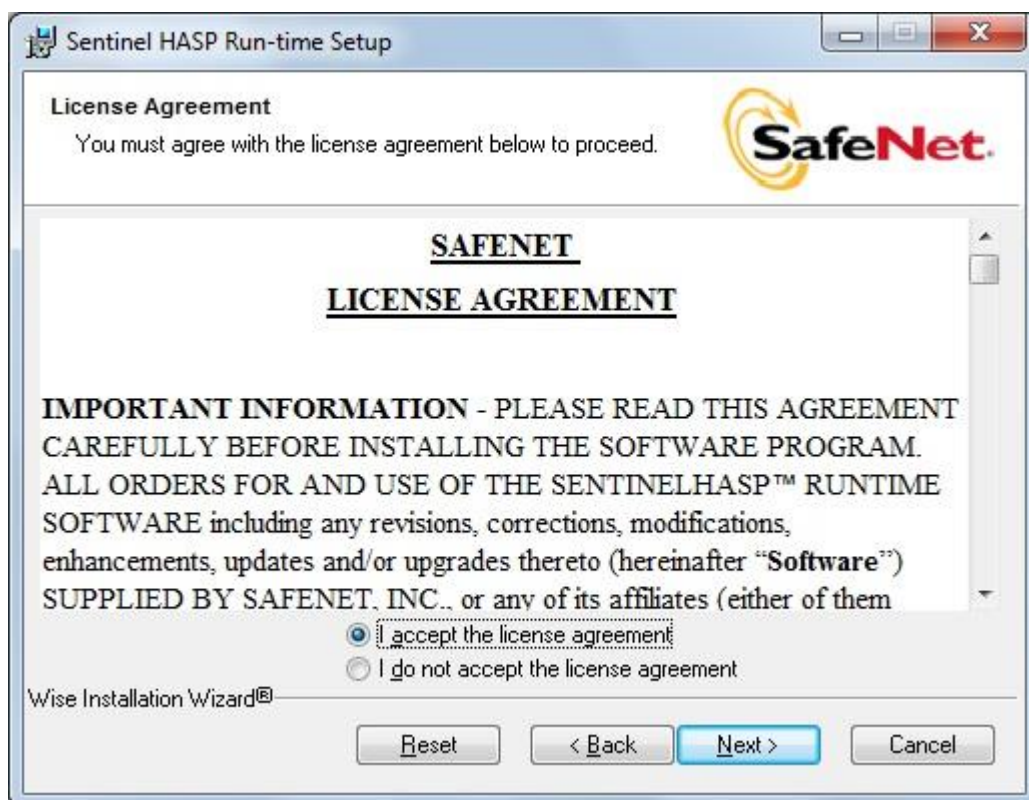 Sentinel HASP Run-time Setup
License Agreement
You must agree with the license agreement below to proceed.
SafeNet.
SAFENET
LICENSE AGREEMENT
IMPORTANT INFORMATION - PLEASE READ THIS AGREEMENT
CAREFULLY BEFORE INSTALLING THE SOFTWARE PROGRAM.
ALL ORDERS FOR AND USE OF THE SENTINELHASP™ RUNTIME
SOFTWARE including any revisions, corrections, modifications,
enhancements, updates and/or upgrades thereto (hereinafter “Software”)
SUPPLIED BY SAFENET, INC., or any of its affiliates (either of them
I accept the license agreement
I do not accept the license agreement
Wise Installation Wizard®
Reset
< Back
Next >
Cancel